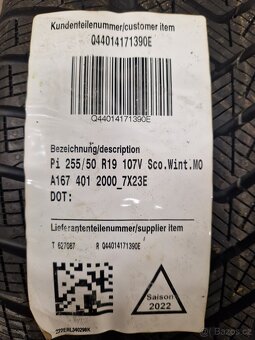 Kundenteilenummer/customer item
Q44014171390E
Q44014171390E
Bezeichnung/description
Pi 255/50 R19 107V Sco.Wint.MO
A167 401 2000_7X23E
DOT:
Lieferantenteilenummer/supplier item
T 627087 R Q44014171390E
Saison
2022